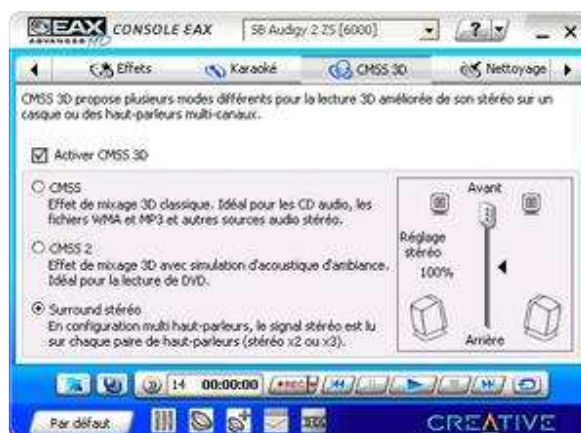 EAX CONSOLE EAX SB Audigy 2 ZS [6000] ?
ADVANCED HD
Effets Karaoké CMSS 3D Nettoyage
CMSS 3D propose plusieurs modes différents pour la lecture 3D améliorée de son stéréo sur un
casque ou des haut-parleurs multi-canaux.
Activer CMSS 3D
CMSS
Effet de mixage 3D classique. Idéal pour les CD audio, les
fichiers WMA et MP3 et autres sources audio stéréo.
CMSS 2
Effet de mixage 3D avec simulation d'acoustique d'ambiance.
Idéal pour la lecture de DVD.
Surround stéréo
En configuration multi haut-parleurs, le signal stéréo est lu
sur chaque paire de haut-parleurs (stéréo x2 ou x3).
Avant
Réglage
stéréo
100%
Arrière
14 00:00:00 REC
Par défaut CREATIVE